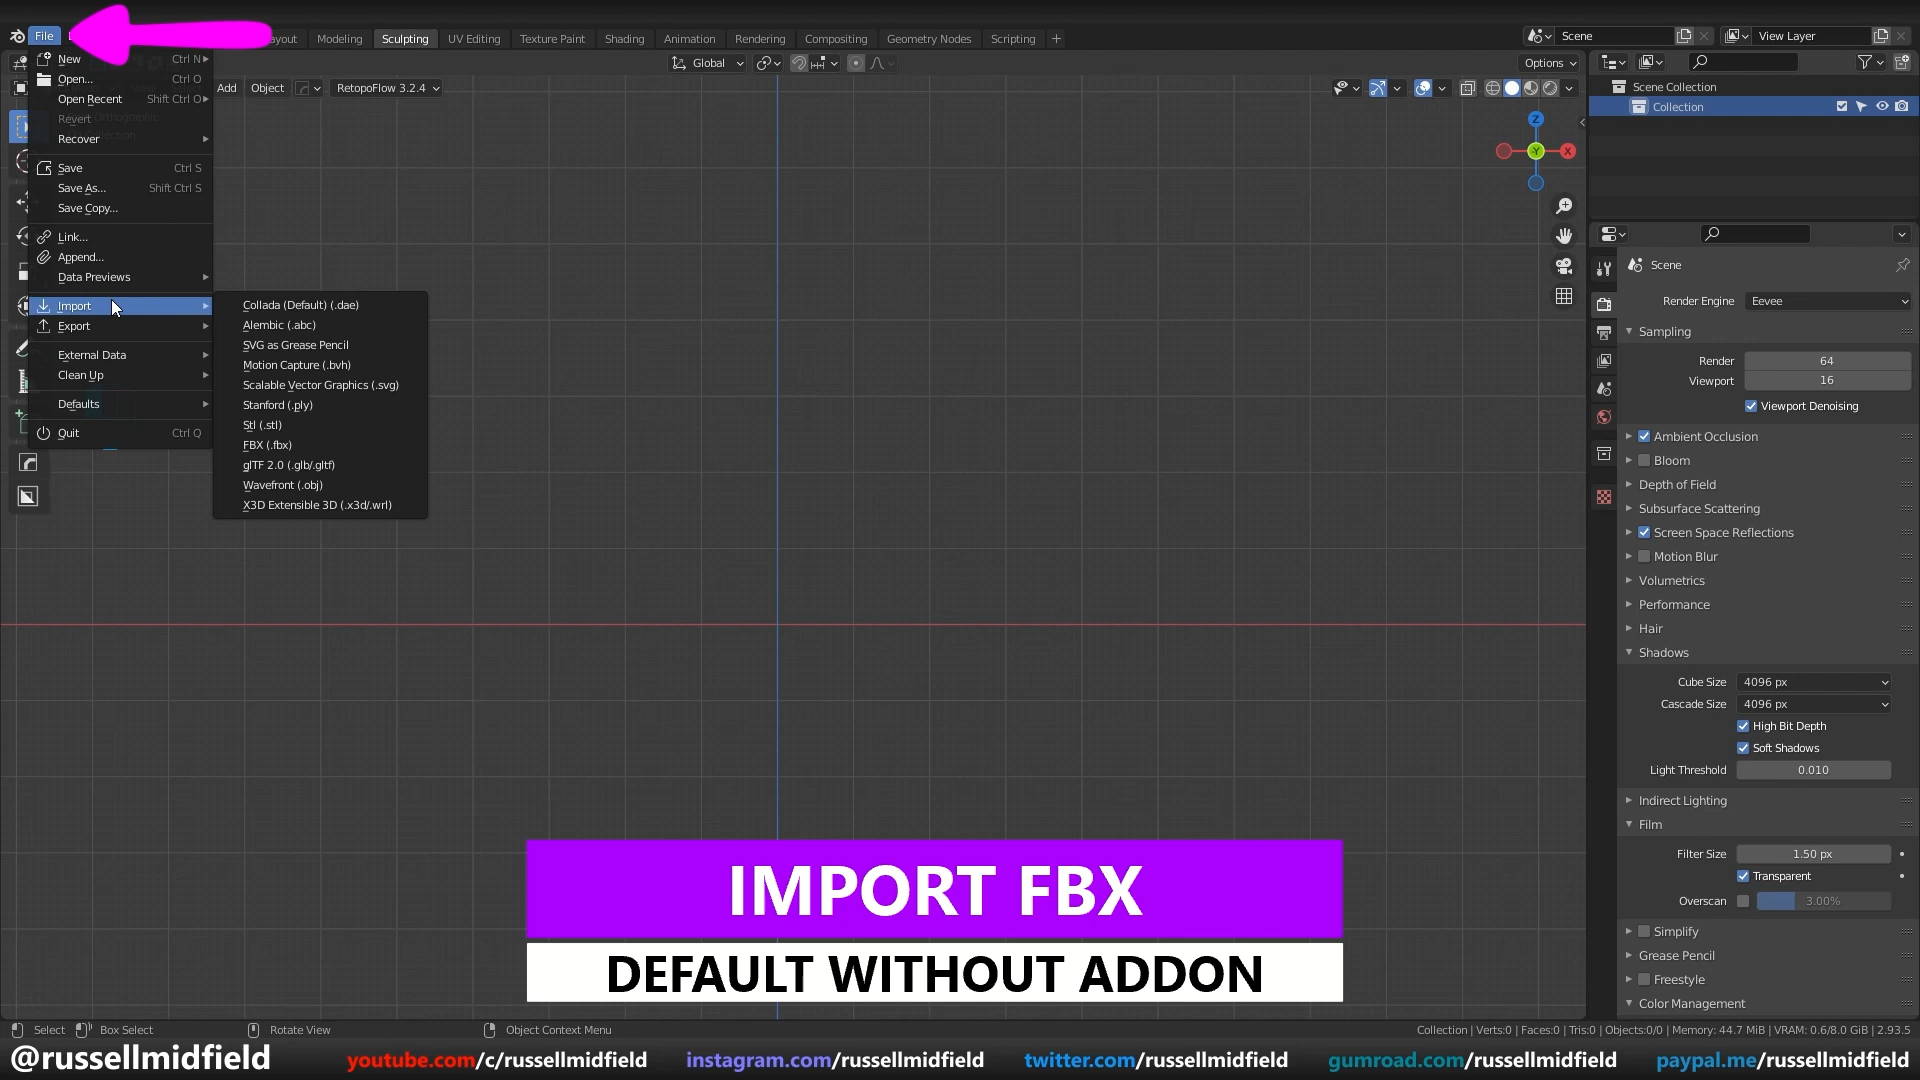 File
ayout Modeling Sculpting UV Editing Texture Paint Shading Animation Rendering Compositing Geometry Nodes Scripting +
Scene
View Layer
Global
Options
Add Object RetopoFlow 3.2.4
New Ctrl N
Open... Ctrl O
Open Recent Shift Ctrl O
Revert
Recover
Save Ctrl S
Save As... Shift Ctrl S
Save Copy...
Link...
Append...
Data Previews
Import
Export
External Data
Clean Up
Defaults
Quit Ctrl Q
Collada (Default) (.dae)
Alembic (.abc)
SVG as Grease Pencil
Motion Capture (.bvh)
Scalable Vector Graphics (.svg)
Stanford (.ply)
Stl (.stl)
FBX (.fbx)
glTF 2.0 (.glb/.gltf)
Wavefront (.obj)
X3D Extensible 3D (.x3d/.wrl)
Z
Y
X
Scene Collection
Collection
Scene
Render Engine Eevee
Sampling
Render 64
Viewport 16
Viewport Denoising
Ambient Occlusion
Bloom
Depth of Field
Subsurface Scattering
Screen Space Reflections
Motion Blur
Volumetrics
Performance
Hair
Shadows
Cube Size 4096 px
Cascade Size 4096 px
High Bit Depth
Soft Shadows
Light Threshold 0.010
Indirect Lighting
Film
Filter Size 1.50 px
Transparent
Overscan 3.00%
Simplify
Grease Pencil
Freestyle
Color Management
IMPORT FBX
DEFAULT WITHOUT ADDON
Select Box Select Rotate View Object Context Menu
Collection | Verts:0 | Faces:0 | Tris:0 | Objects:0/0 | Memory: 44.7 MiB | VRAM: 0.6/8.0 GiB | 2.93.5
@russellmidfield youtube.com/c/russellmidfield instagram.com/russellmidfield twitter.com/russellmidfield gumroad.com/russellmidfield paypal.me/russellmidfield